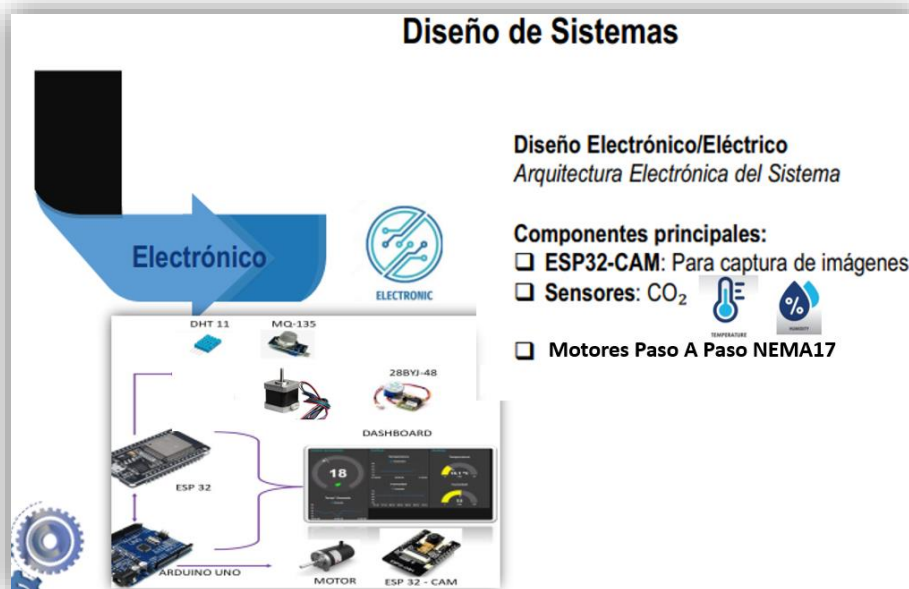 Diseño de Sistemas
Diseño Electrónico/Eléctrico
Arquitectura Electrónica del Sistema
Electrónico
ELECTRONIC
Componentes principales:
ESP32-CAM: Para captura de imágenes
Sensores: CO₂
TEMPERATURE
%
HUMIDITY
Motores Paso A Paso NEMA17
DHT 11
MQ-135
28BYJ-48
DASHBOARD
18
ESP 32
ARDUINO UNO
MOTOR
ESP 32 - CAM